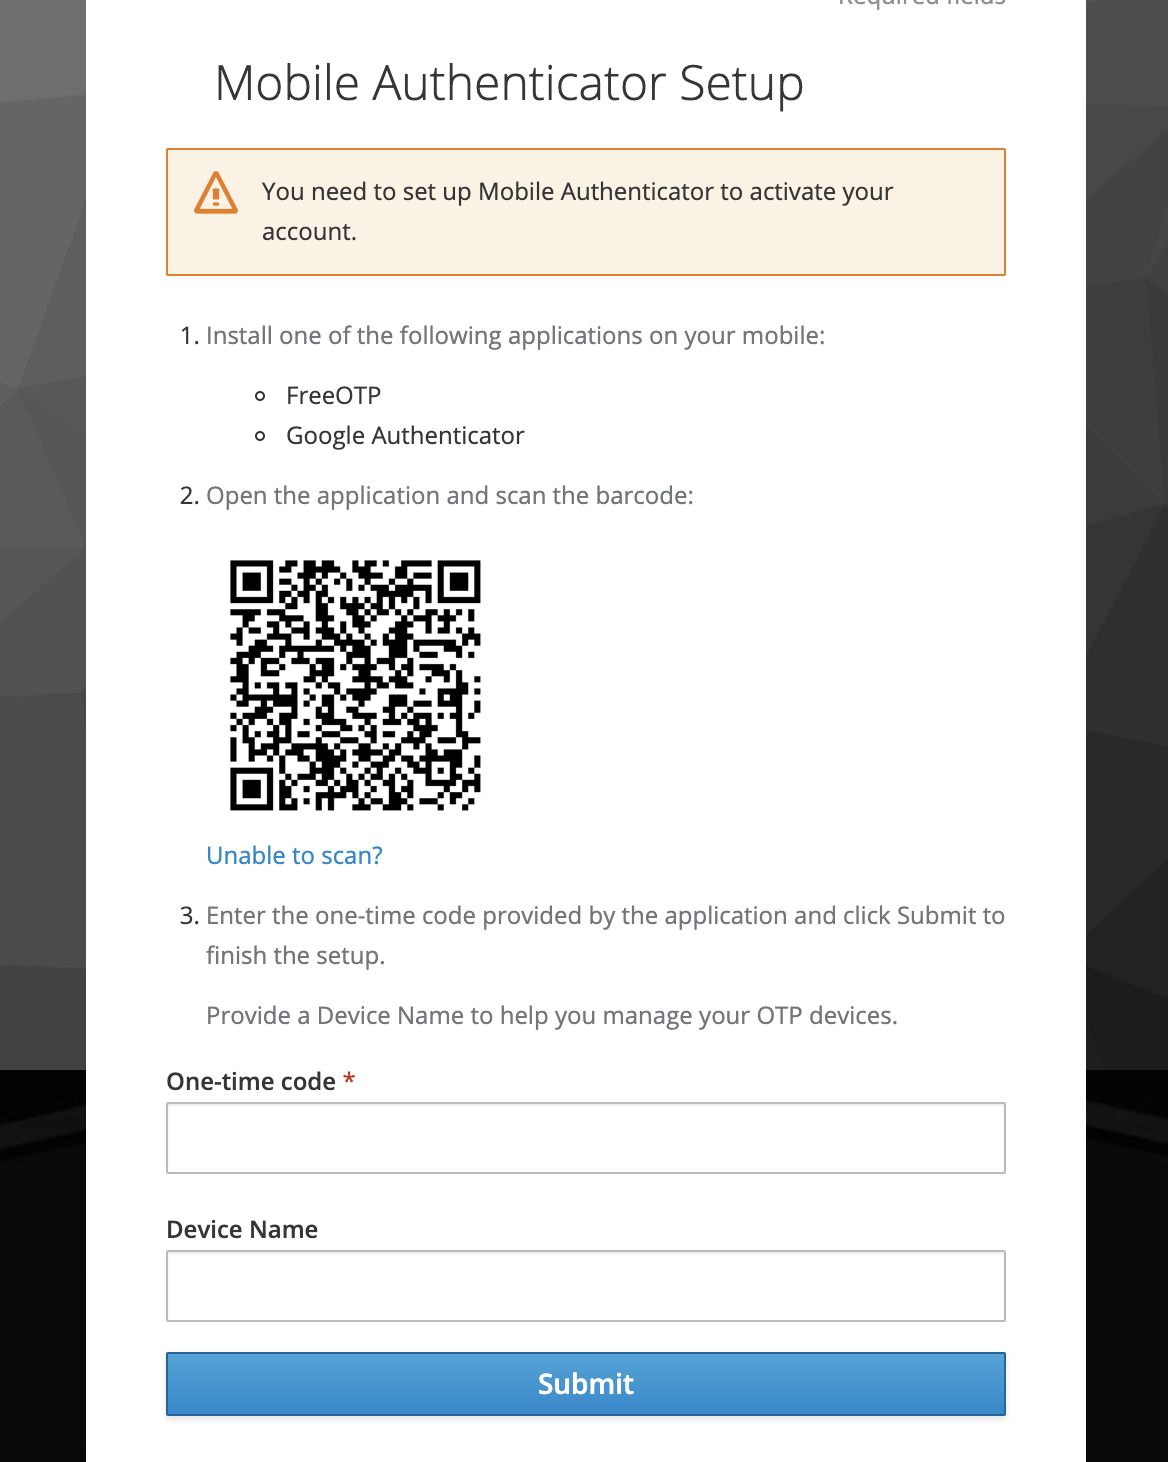 Required fields
Mobile Authenticator Setup
You need to set up Mobile Authenticator to activate your
account.
1. Install one of the following applications on your mobile:
FreeOTP
Google Authenticator
2. Open the application and scan the barcode:
Unable to scan?
3. Enter the one-time code provided by the application and click Submit to
finish the setup.
Provide a Device Name to help you manage your OTP devices.
One-time code *
Device Name
Submit